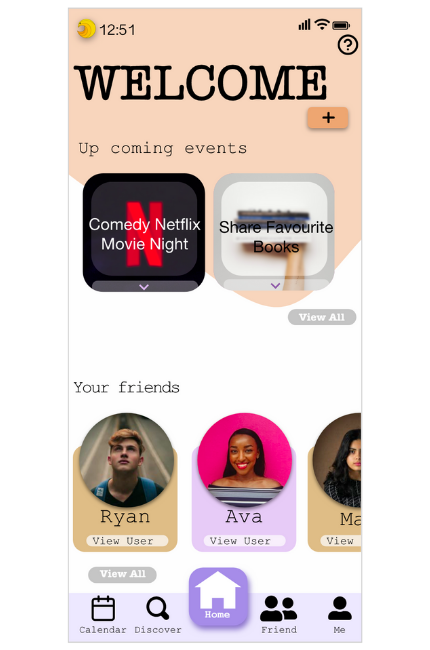 12:51
WELCOME
+
Up coming events
Comedy Netflix
Movie Night
Share Favourite
Books
View All
Your friends
Ryan
View User
Ava
View User
Ma
View
View All
Calendar
Discover
Home
Friend
Me